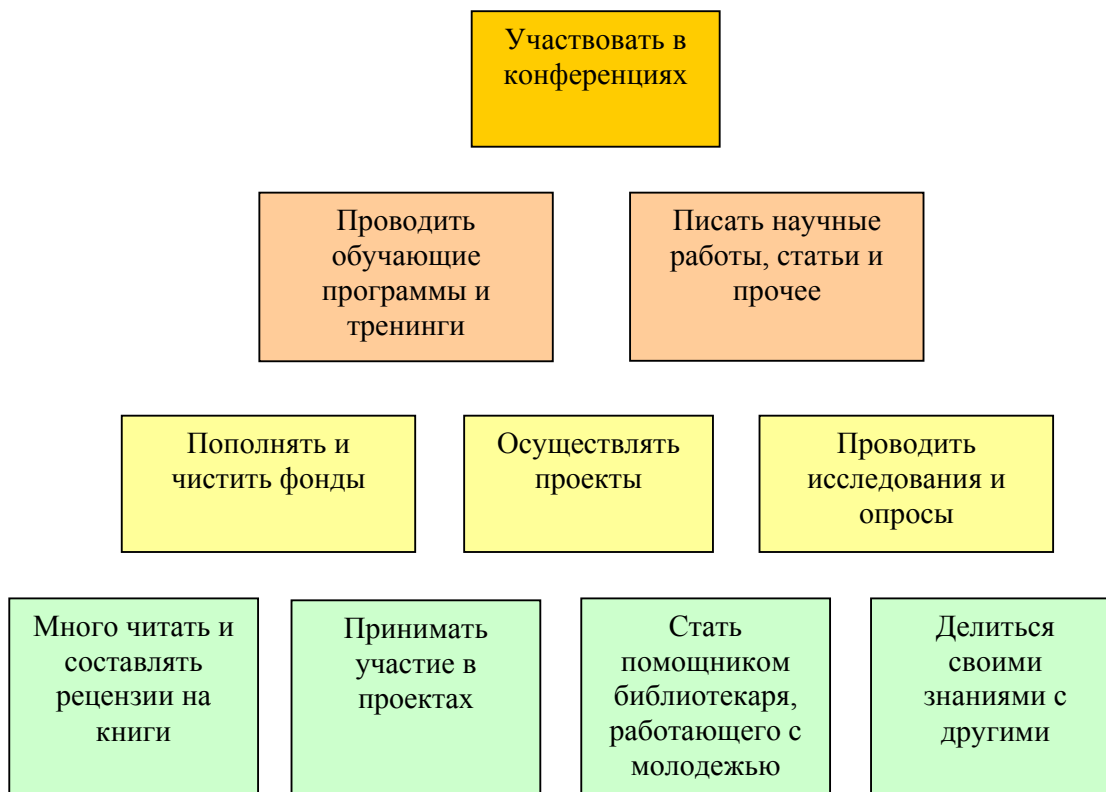 Участвовать в
конференциях
Проводить
обучающие
программы и
тренинги
Писать научные
работы, статьи и
прочее
Пополнять и
чистить фонды
Осуществлять
проекты
Проводить
исследования и
опросы
Много читать и
составлять
рецензии на
книги
Принимать
участие в
проектах
Стать
помощником
библиотекаря,
работающего с
молодежью
Делиться
своими
знаниями с
другими